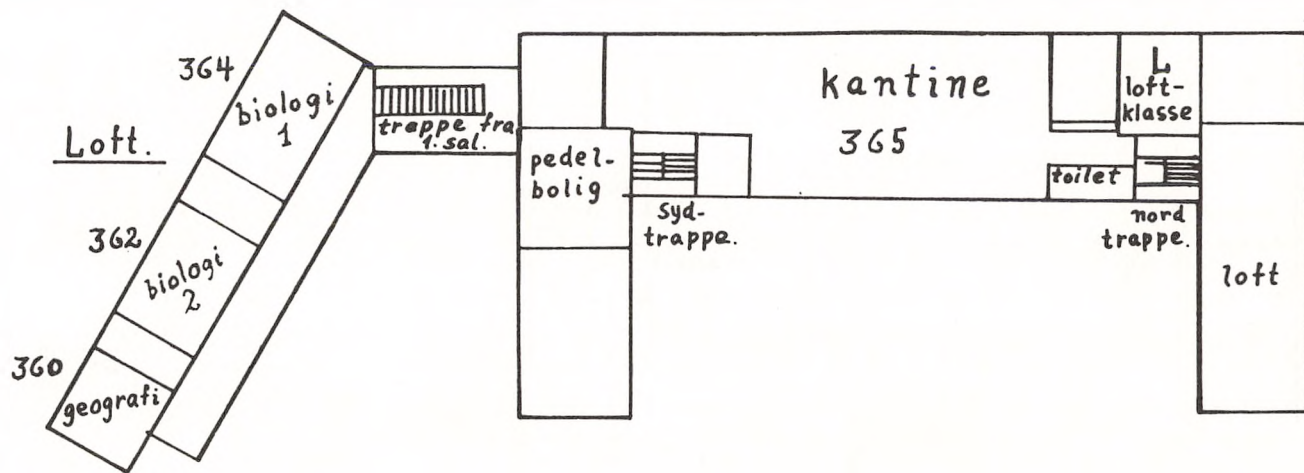 364
biologi
1
Loft.
362
biologi
2
360
geografi
trappe fra
1. sal.
pedel-
bolig
syd-
trappe.
kantine
365
L
loft-
klasse
toilet
nord
trappe.
loft